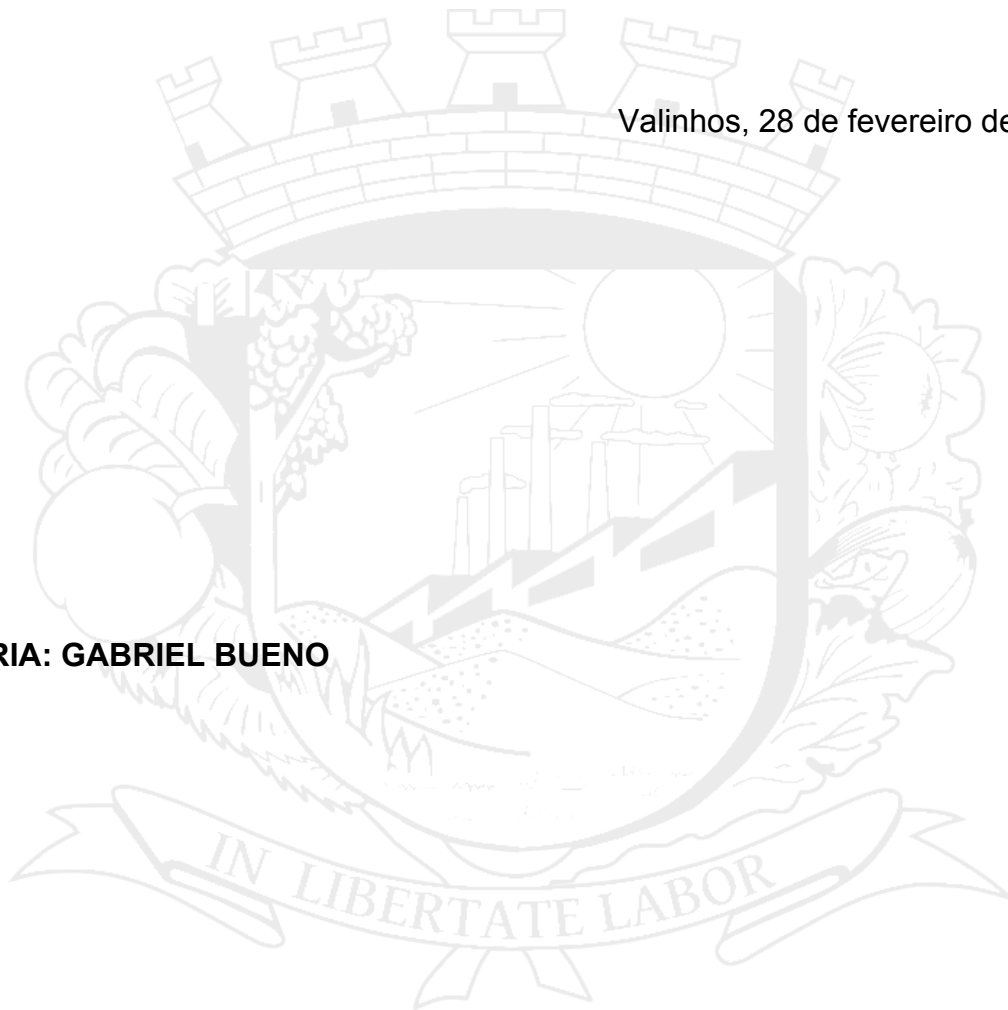 Valinhos, 28 de fevereiro de
RIA: GABRIEL BUENO
IN LIBERTATE LABOR